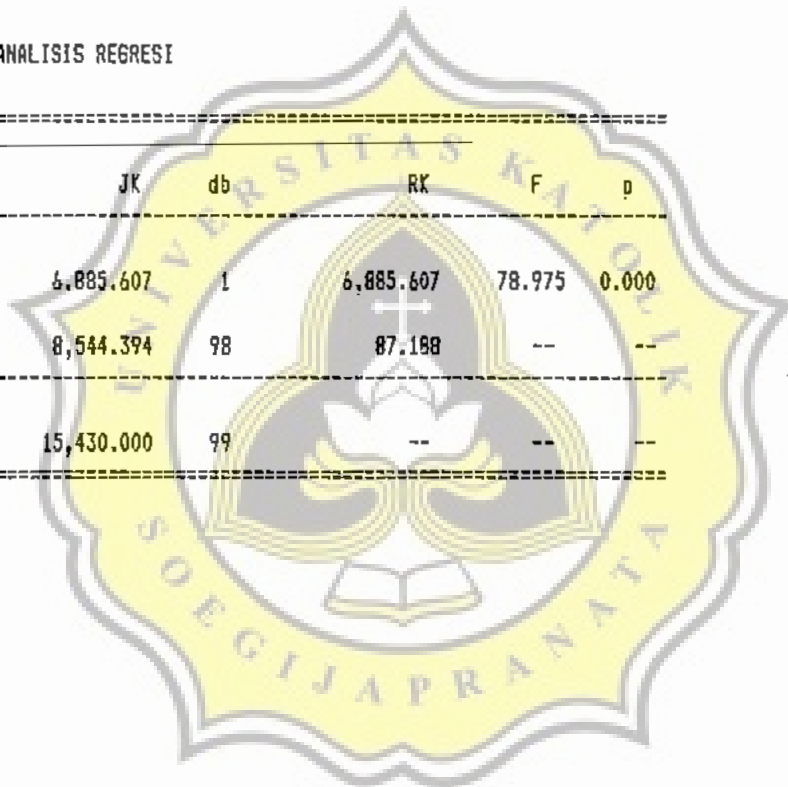 ANALISIS REGRESI
JK db RK F p
6,885.607 1 6,885.607 78.975 0.000
8,544.394 98 87.188 -- --
15,430.000 99 -- -- --
UNIVERSITAS KATOLIK
SOEGIJAPRANATA